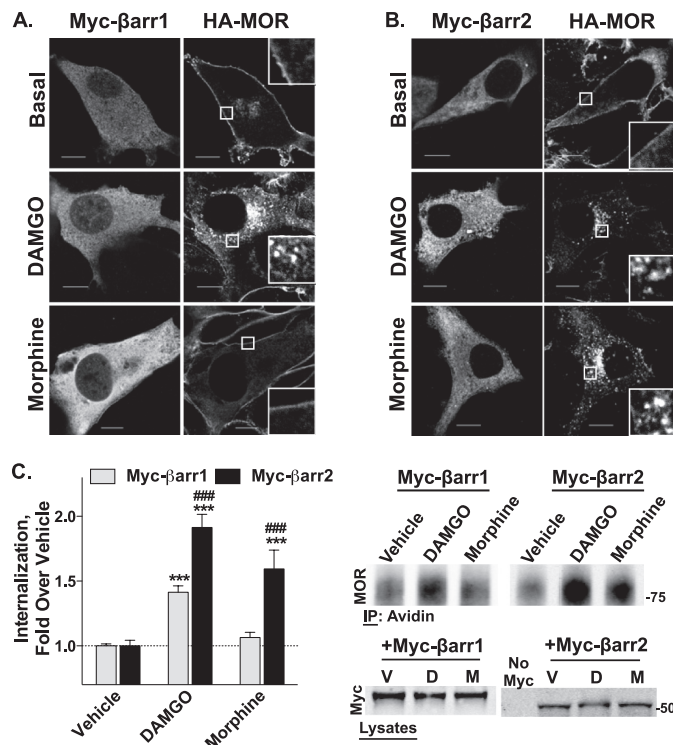 A.
Myc-βarr1 HA-MOR
Basal
DAMGO
Morphine
B.
Myc-βarr2 HA-MOR
Basal
DAMGO
Morphine
C.
Myc-βarr1 Myc-βarr2
Internalization,
Fold Over Vehicle
2.0
1.5
1.0
***
###
***
###
***
Vehicle
DAMGO
Morphine
Myc-βarr1 Myc-βarr2
Vehicle DAMGO Morphine Vehicle DAMGO Morphine
MOR
-75
IP: Avidin
+Myc-βarr1 No Myc +Myc-βarr2
V D M V D M
Myc
-50
Lysates